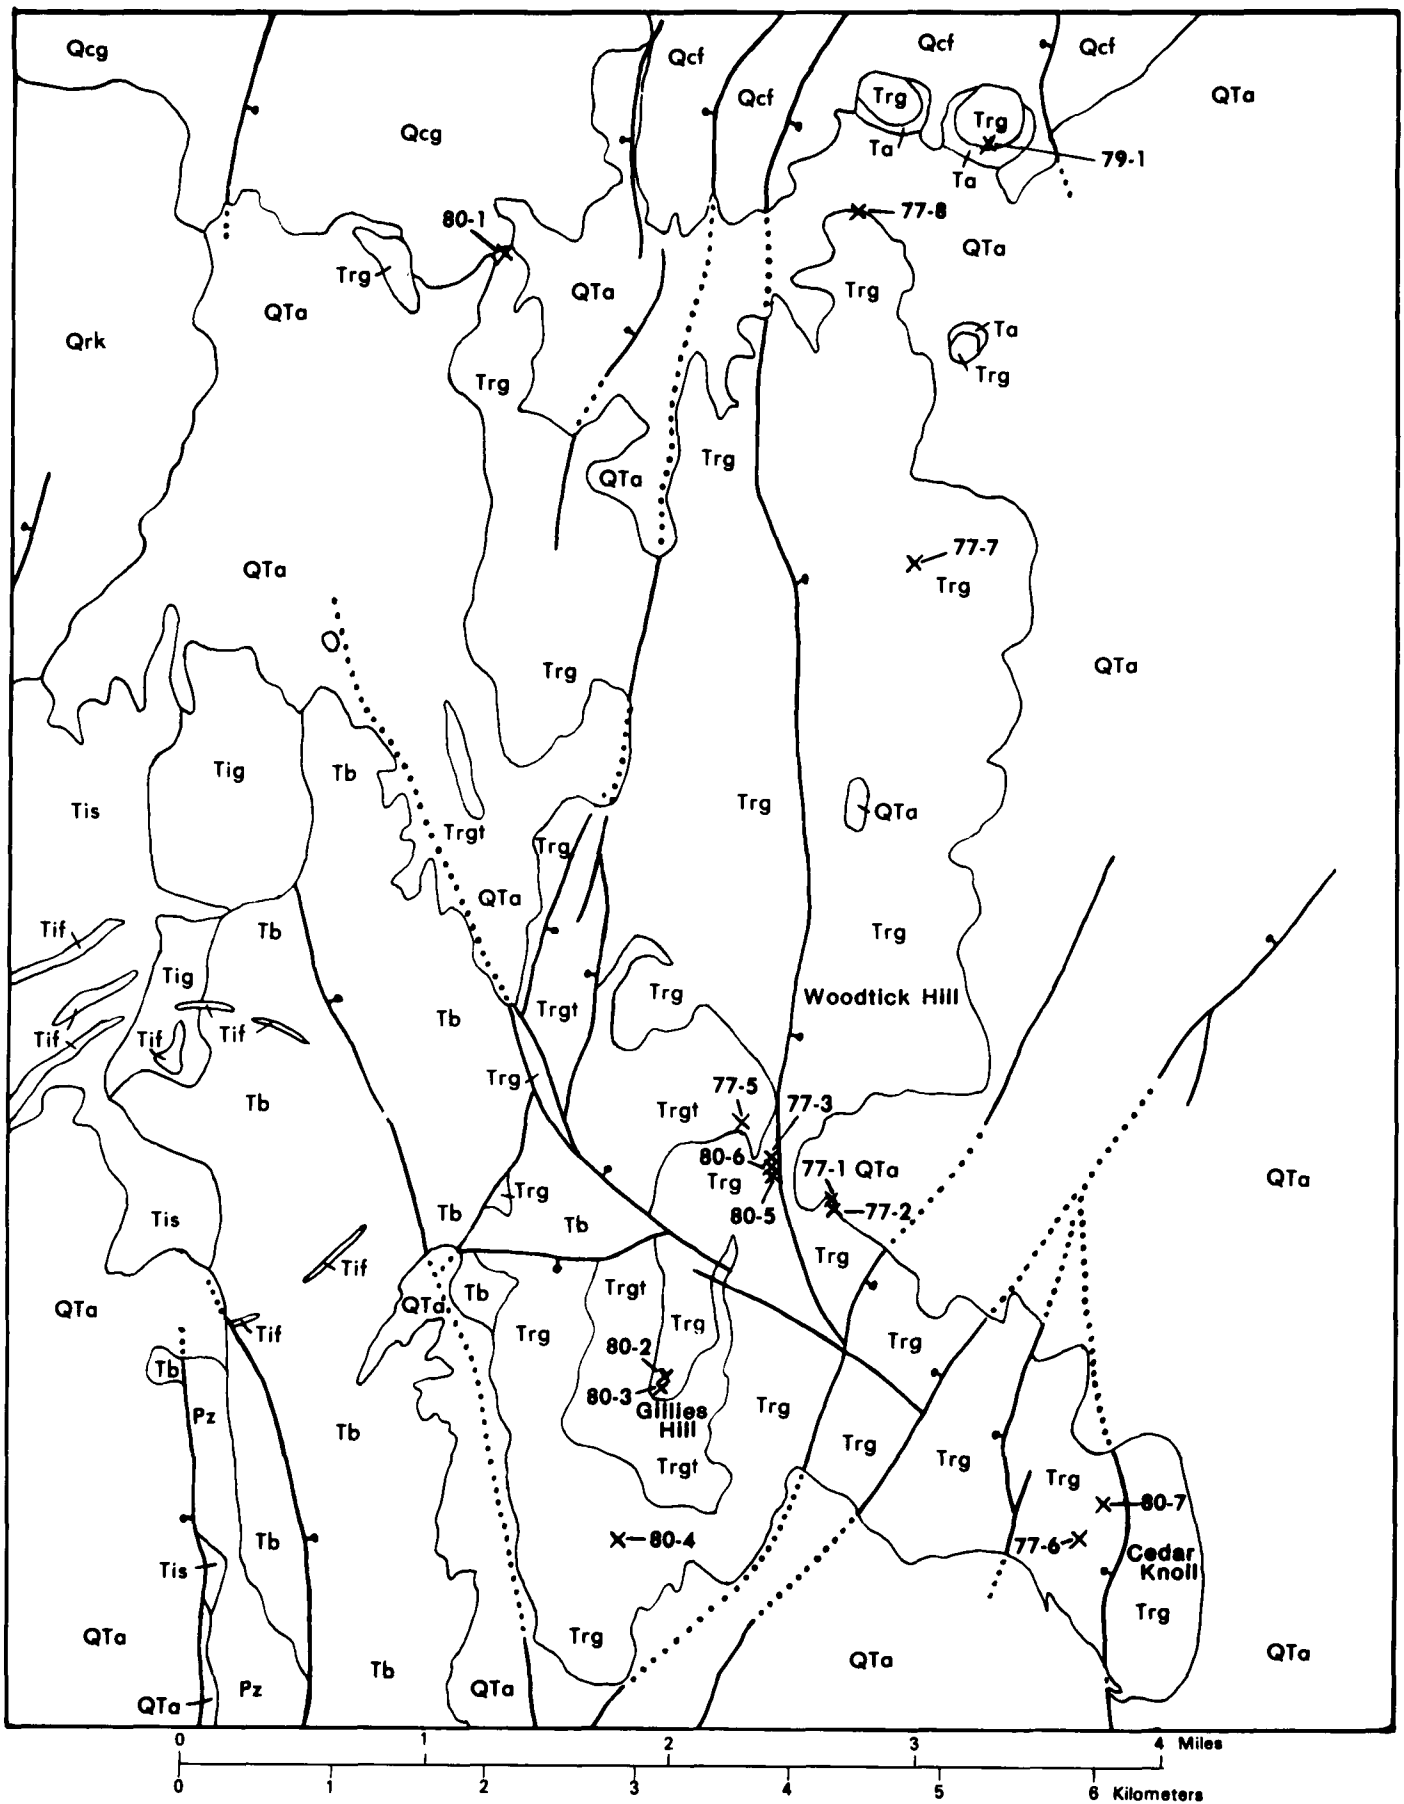 Qcg
Qcf
Qcf
Qcf
Qcf
QTa
Trg
Trg
Qcg
Ta
Ta
79-1
80-1
77-8
Trg
QTa
QTa
QTa
Trg
Qrk
Ta
Trg
Trg
Trg
QTa
77-7
Trg
QTa
Trg
QTa
Tig
Tb
Tis
Trg
QTa
Trgt
Trg
QTa
Tif
Tb
Trg
Tig
Trg
Woodtick Hill
Trgt
Tb
Tif
Tif
Tif
Trg
77-5
77-3
Tb
Trgt
80-6
77-1
QTa
Trg
QTa
Trg
80-5
77-2
Tis
Tb
Tb
Trg
Tif
Trgt
QTa
QTa
Tb
Tif
Trg
Trg
Trg
80-2
Tb
80-3
Gillies
Hill
Trg
Pz
Tb
Trg
Trg
Trgt
Trg
80-7
Tb
80-4
77-6
Cedar
Knoll
Tis
Trg
QTa
Trg
QTa
QTa
Tb
QTa
Pz
QTa
0 1 2 3 4 Miles
0 1 2 3 4 5 6 Kilometers